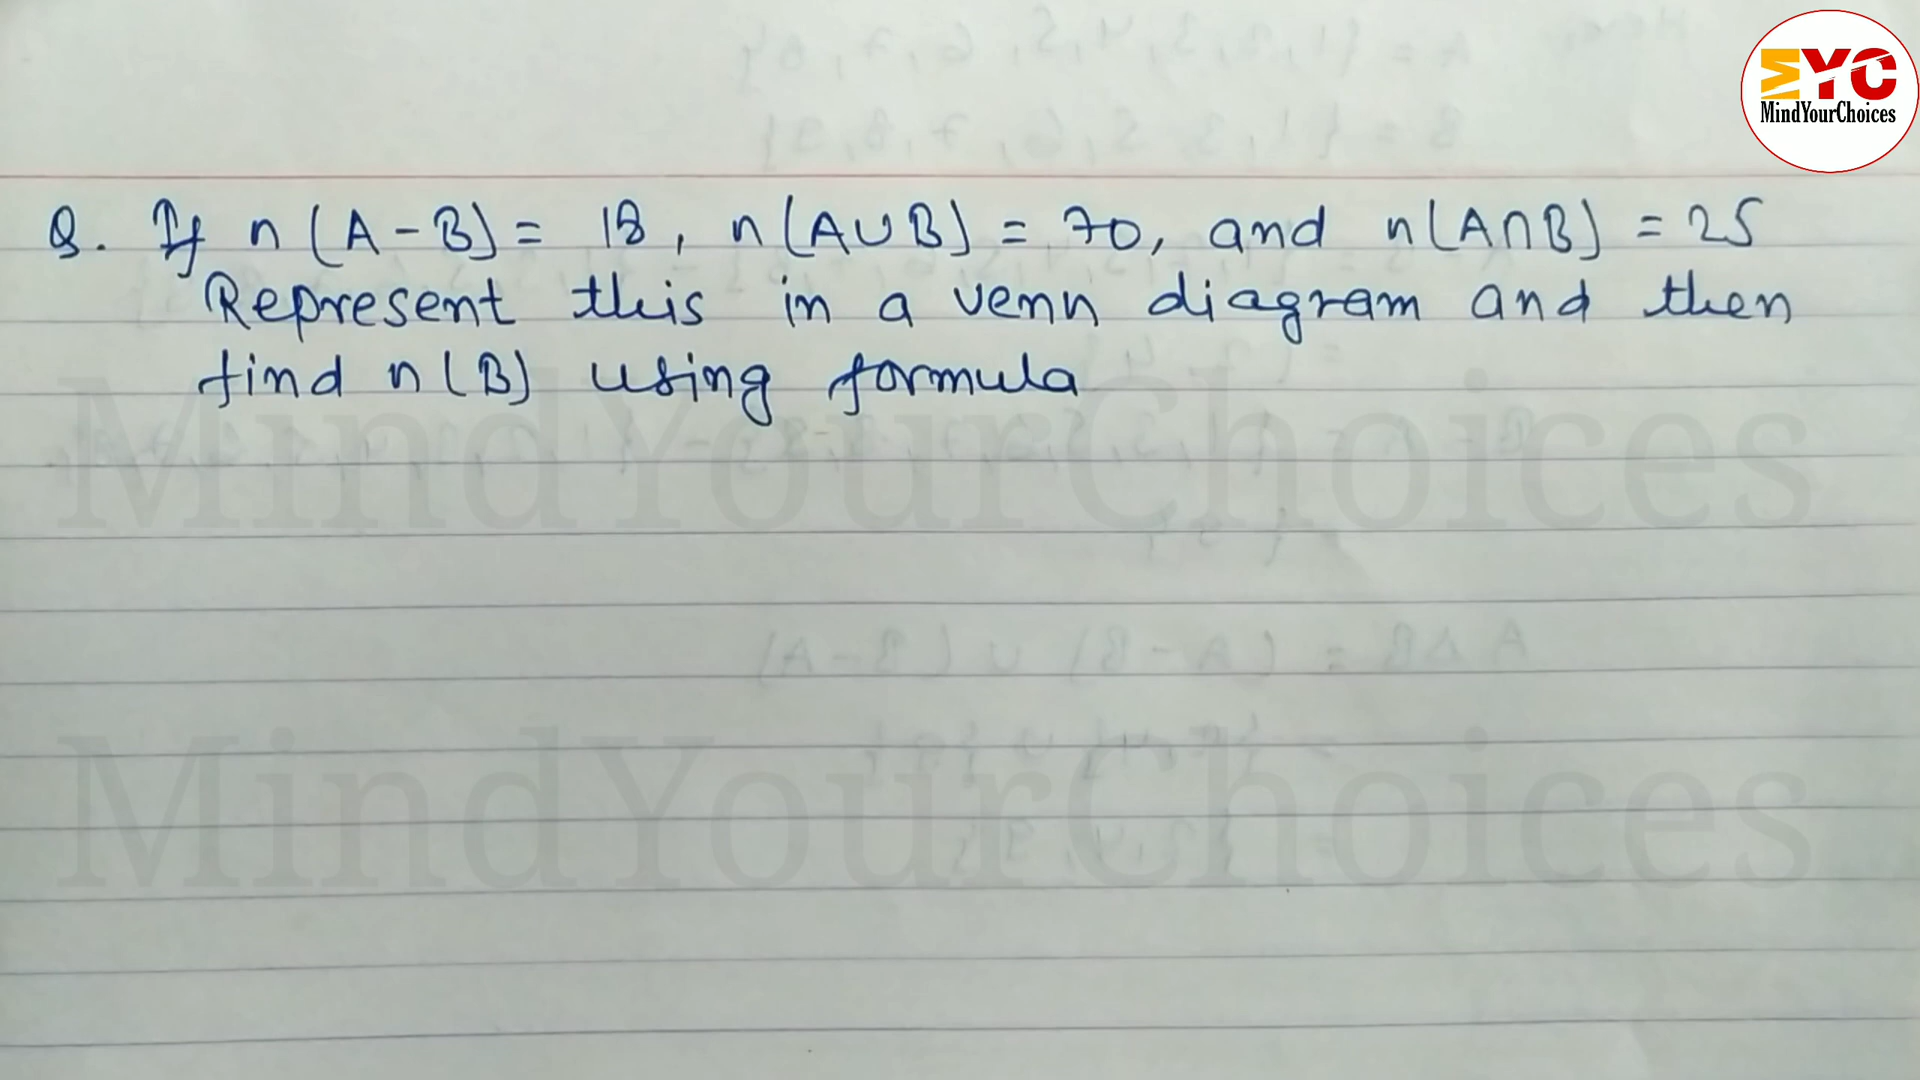 MYC
MindYourChoices
Q. If n(A-B) = 18, n(A∪B) = 70, and n(A∩B) = 25
Represent this in a venn diagram and then
find n(B) using formula
MindYourChoices
MindYourChoices